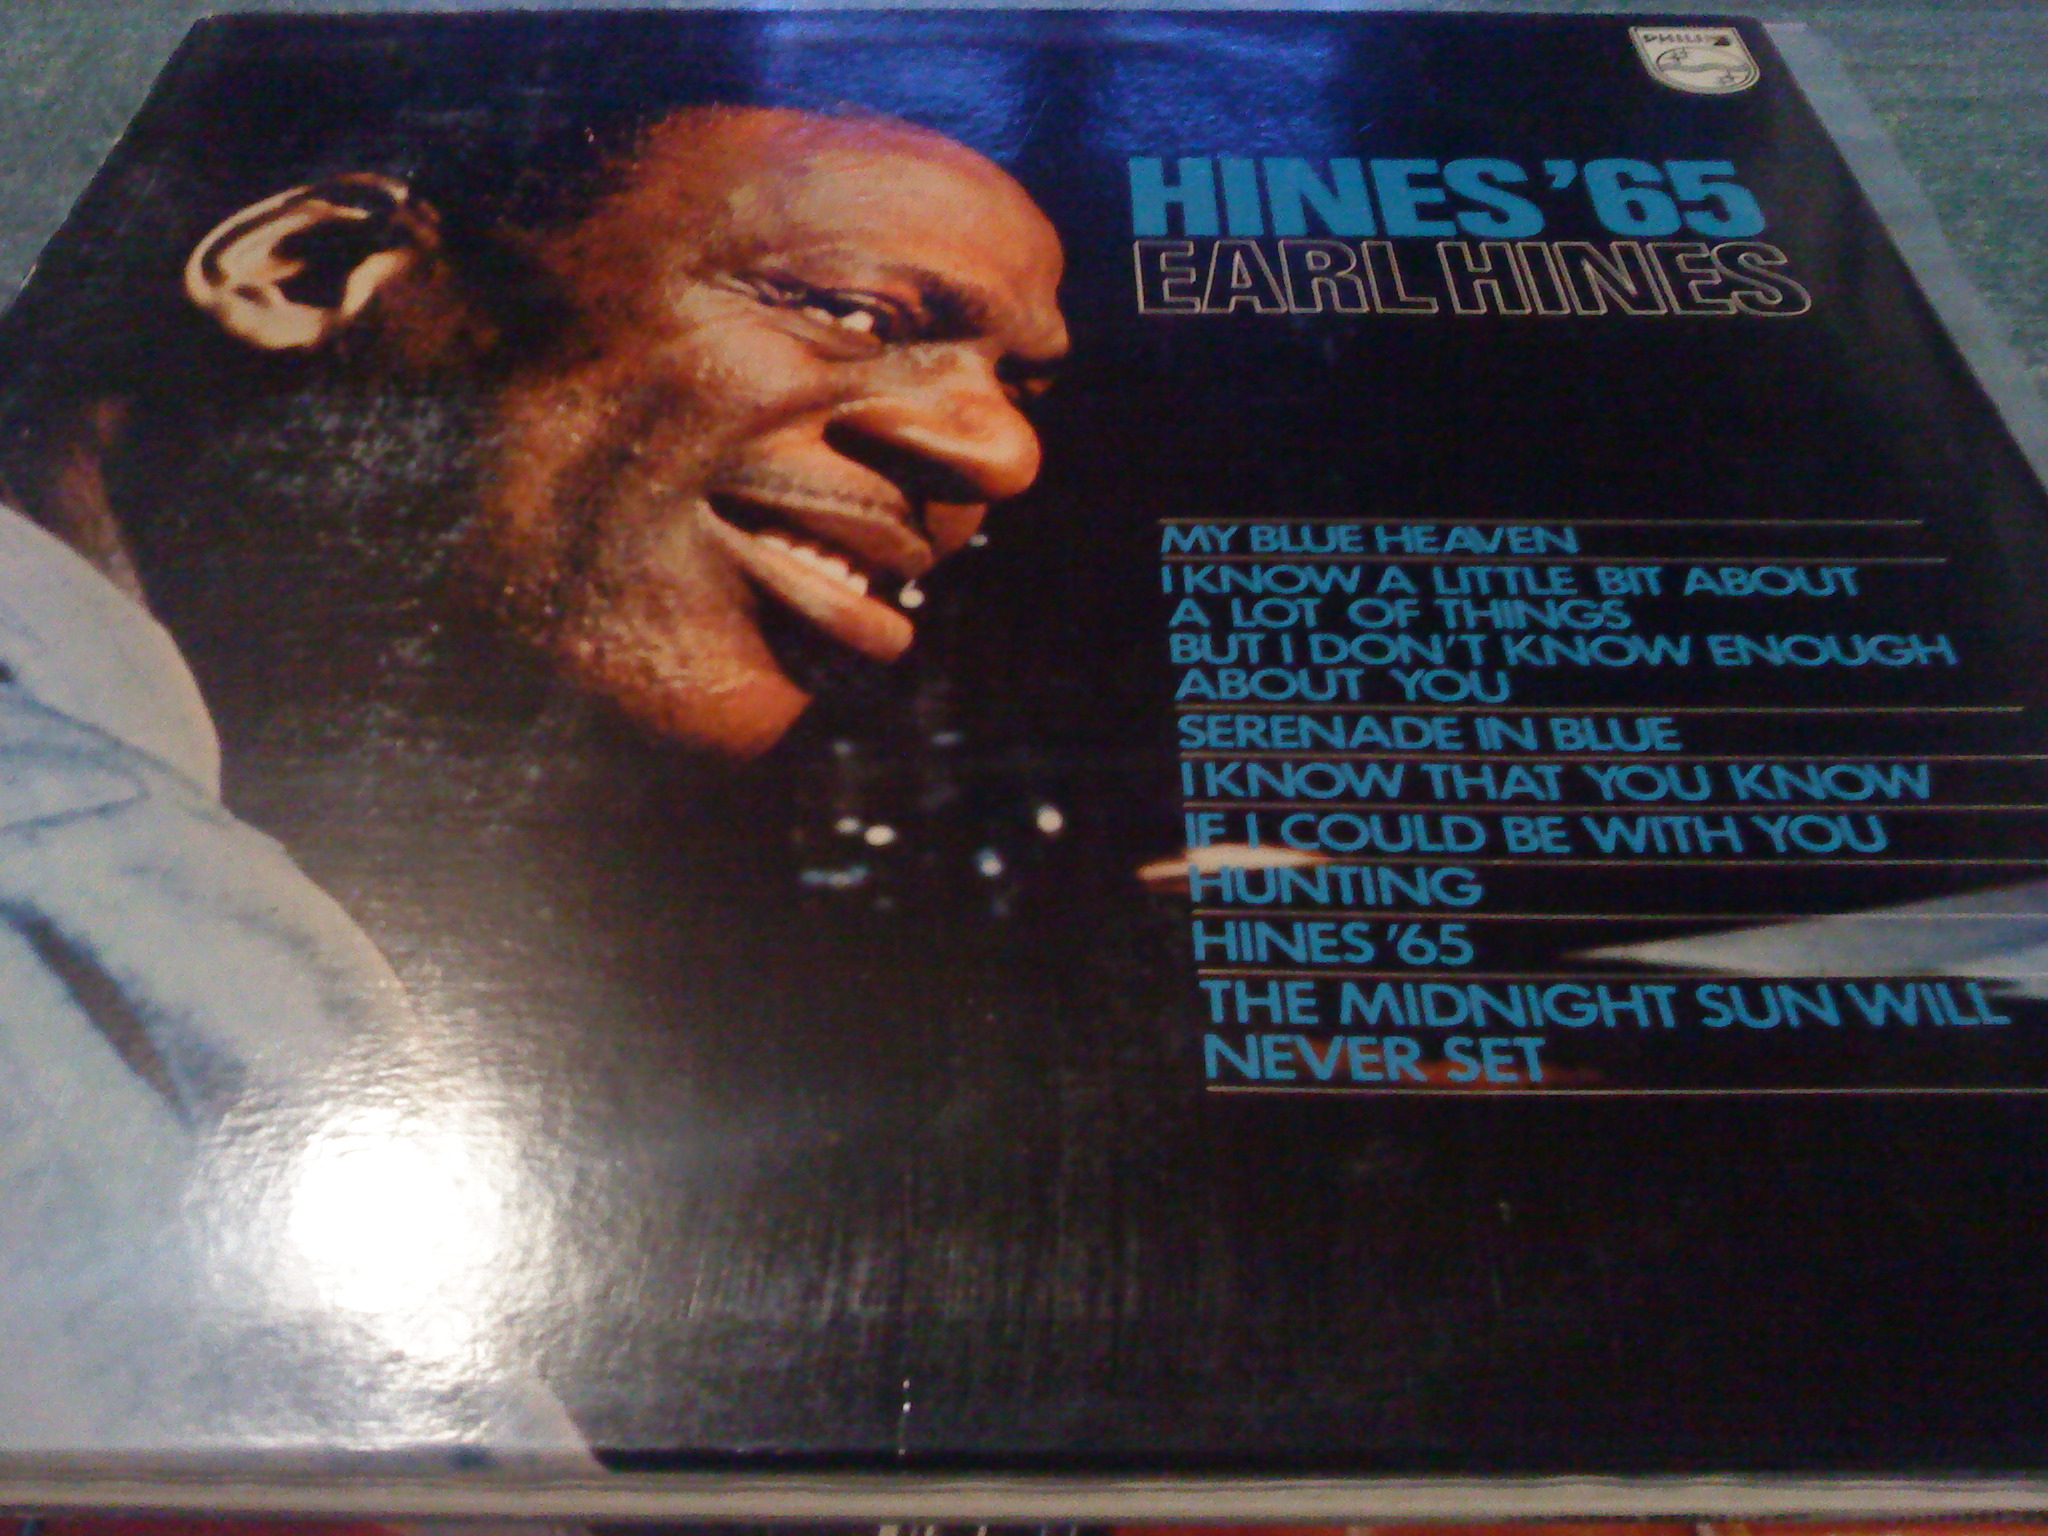 PHILIPS
HINES '65
EARL HINES
MY BLUE HEAVEN
I KNOW A LITTLE BIT ABOUT
A LOT OF THINGS
BUT I DON'T KNOW ENOUGH
ABOUT YOU
SERENADE IN BLUE
I KNOW THAT YOU KNOW
IF I COULD BE WITH YOU
HUNTING
HINES '65
THE MIDNIGHT SUN WILL
NEVER SET